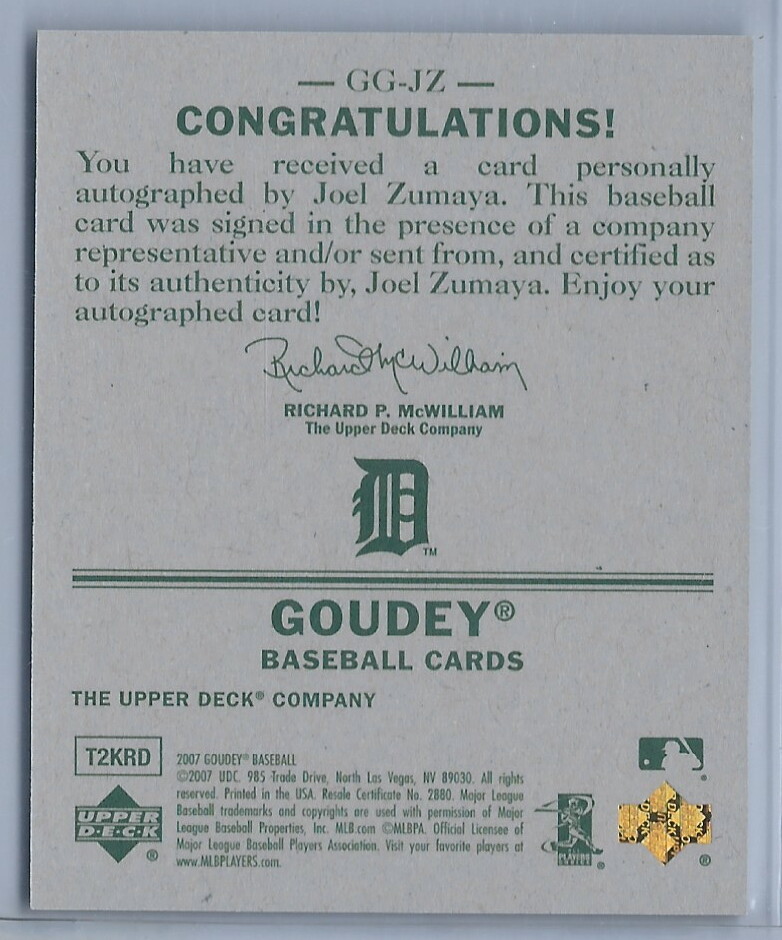 — GG-JZ —
CONGRATULATIONS!
You have received a card personally
autographed by Joel Zumaya. This baseball
card was signed in the presence of a company
representative and/or sent from, and certified as
to its authenticity by, Joel Zumaya. Enjoy your
autographed card!
Richard McWilliam
RICHARD P. McWILLIAM
The Upper Deck Company
D
TM
GOUDEY®
BASEBALL CARDS
THE UPPER DECK® COMPANY
T2KRD
UPPER
D·E·C·K
®
2007 GOUDEY® BASEBALL
©2007 UDC. 985 Trade Drive, North Las Vegas, NV 89030. All rights
reserved. Printed in the USA. Resale Certificate No. 2880. Major League
Baseball trademarks and copyrights are used with permission of Major
League Baseball Properties, Inc. MLB.com ©MLBPA. Official Licensee of
Major League Baseball Players Association. Visit your favorite players at
www.MLBPLAYERS.com.
PLAYERS
CHOICE
®
®